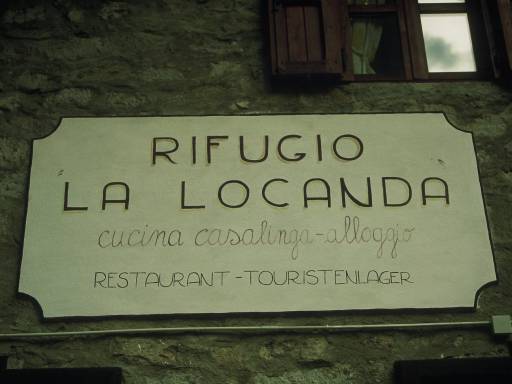 RIFUGIO
LA LOCANDA
cucina casalinga-alloggio
RESTAURANT-TOURISTENLAGER